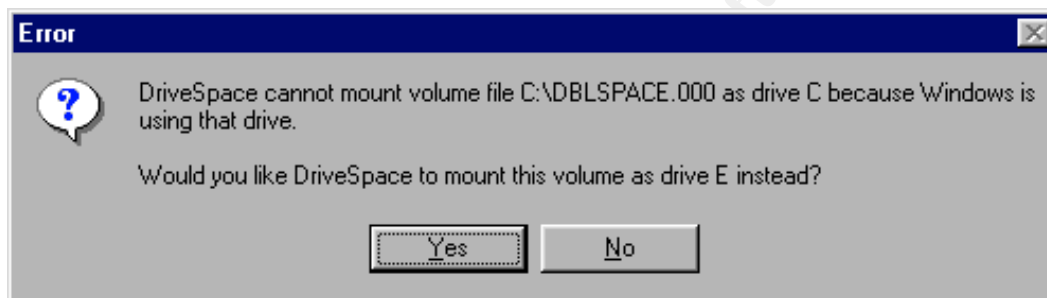 Error
DriveSpace cannot mount volume file C:\DBLSPACE.000 as drive C because Windows is
using that drive.
Would you like DriveSpace to mount this volume as drive E instead?
Yes
No